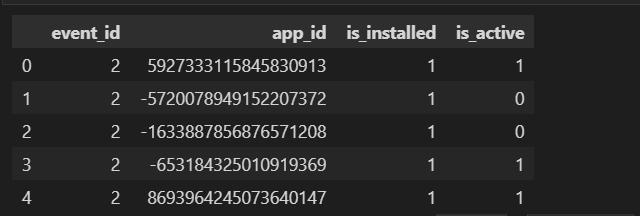 event_id app_id is_installed is_active
0 2 5927333115845830913 1 1
1 2 -5720078949152207372 1 0
2 2 -1633887856876571208 1 0
3 2 -653184325010919369 1 1
4 2 8693964245073640147 1 1